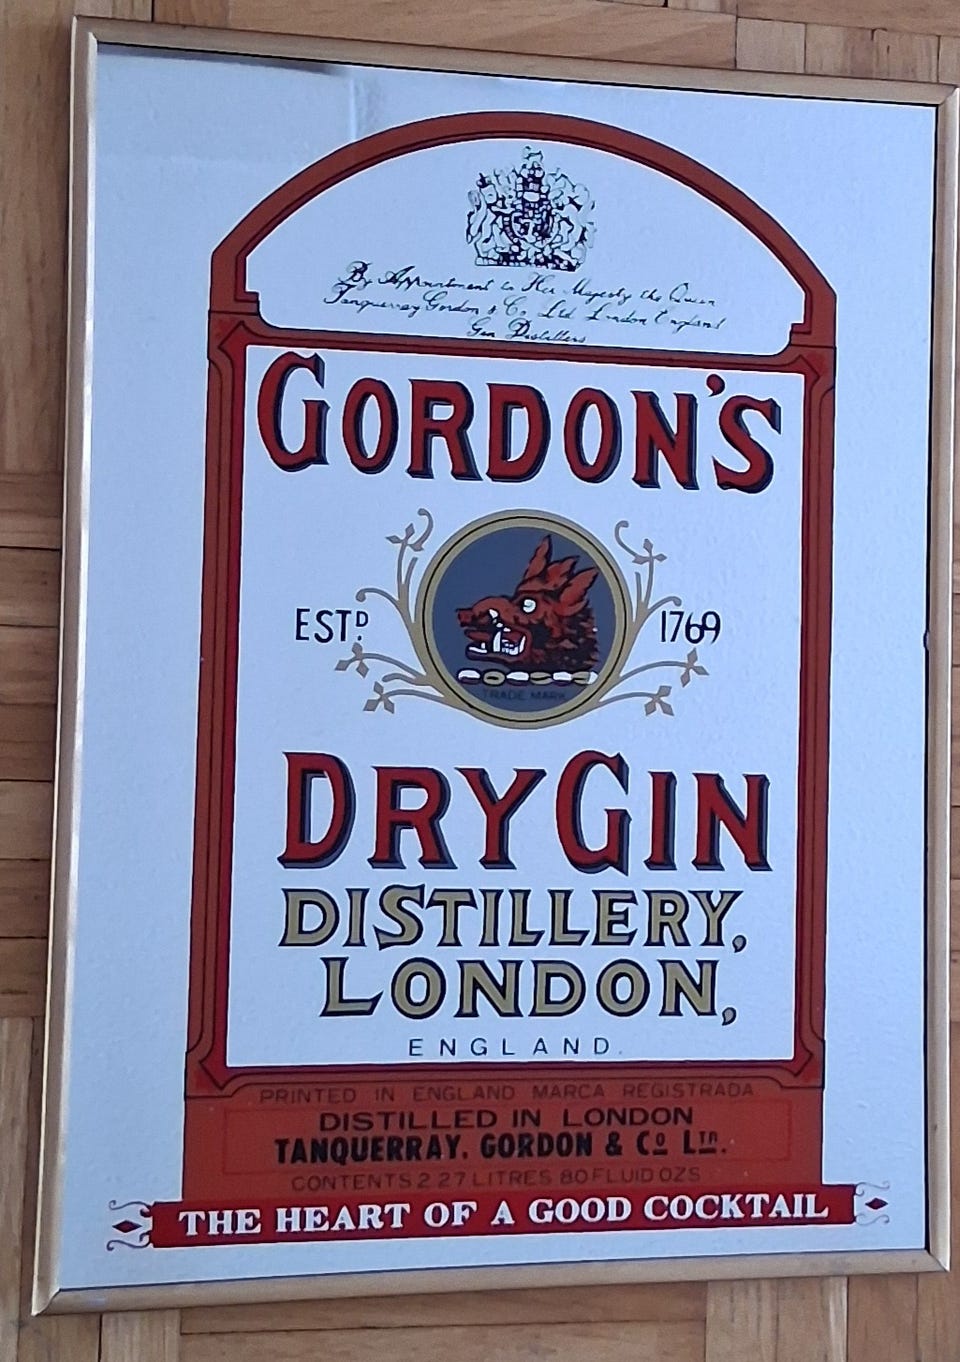 By Appointment to Her Majesty the Queen
Tanquerray Gordon & Co. Ltd London England
Gin Distillers
GORDON'S
ESTD. 1769
TRADE MARK
DRY GIN
DISTILLERY,
LONDON,
ENGLAND.
PRINTED IN ENGLAND MARCA REGISTRADA
DISTILLED IN LONDON
TANQUERRAY, GORDON & Co LTD.
CONTENTS 2 27 LITRES 80 FLUID OZS
THE HEART OF A GOOD COCKTAIL